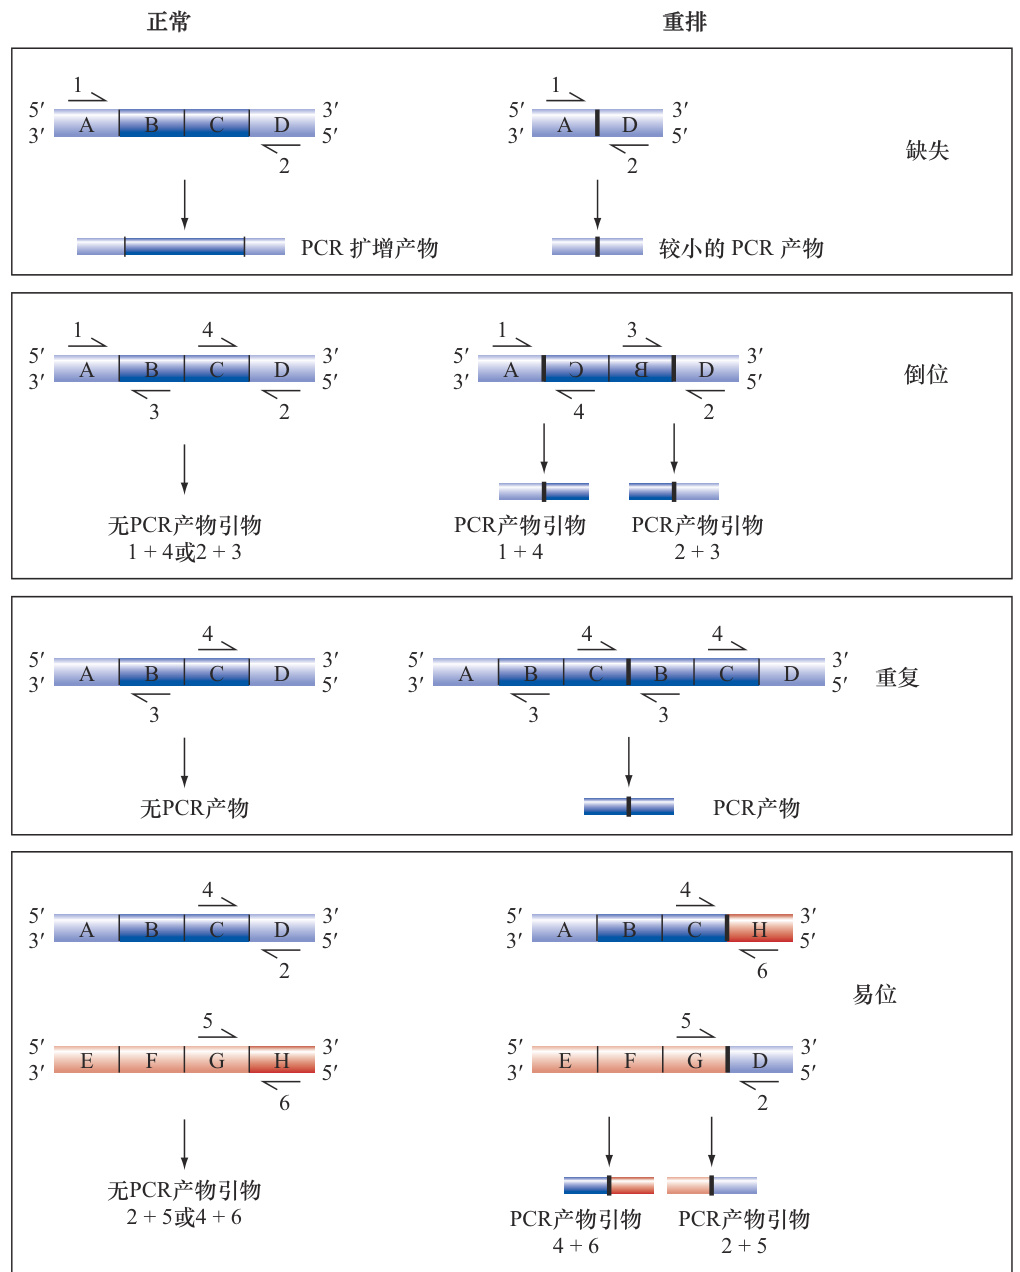 正常 重排
1 1
5′ 3′ 5′ 3′
A B C D A D
3′ 5′ 3′ 5′
2 2
缺失
PCR 扩增产物 较小的 PCR 产物
1 4 1 3
5′ 3′ 5′ 3′
A B C D A C B D
3′ 5′ 3′ 5′
3 2 4 2
倒位
无PCR产物引物 PCR产物引物 PCR产物引物
1 + 4或2 + 3 1 + 4 2 + 3
4 4 4
5′ 3′ 5′ 3′
A B C D A B C B C D
3′ 5′ 3′ 5′
重复
3 3 3
无PCR产物 PCR产物
4 4
5′ 3′ 5′ 3′
A B C D A B C H
3′ 5′ 3′ 5′
2 6
易位
5 5
5′ 3′ 5′ 3′
E F G H E F G D
3′ 5′ 3′ 5′
6 2
无PCR产物引物 PCR产物引物 PCR产物引物
2 + 5或4 + 6 4 + 6 2 + 5